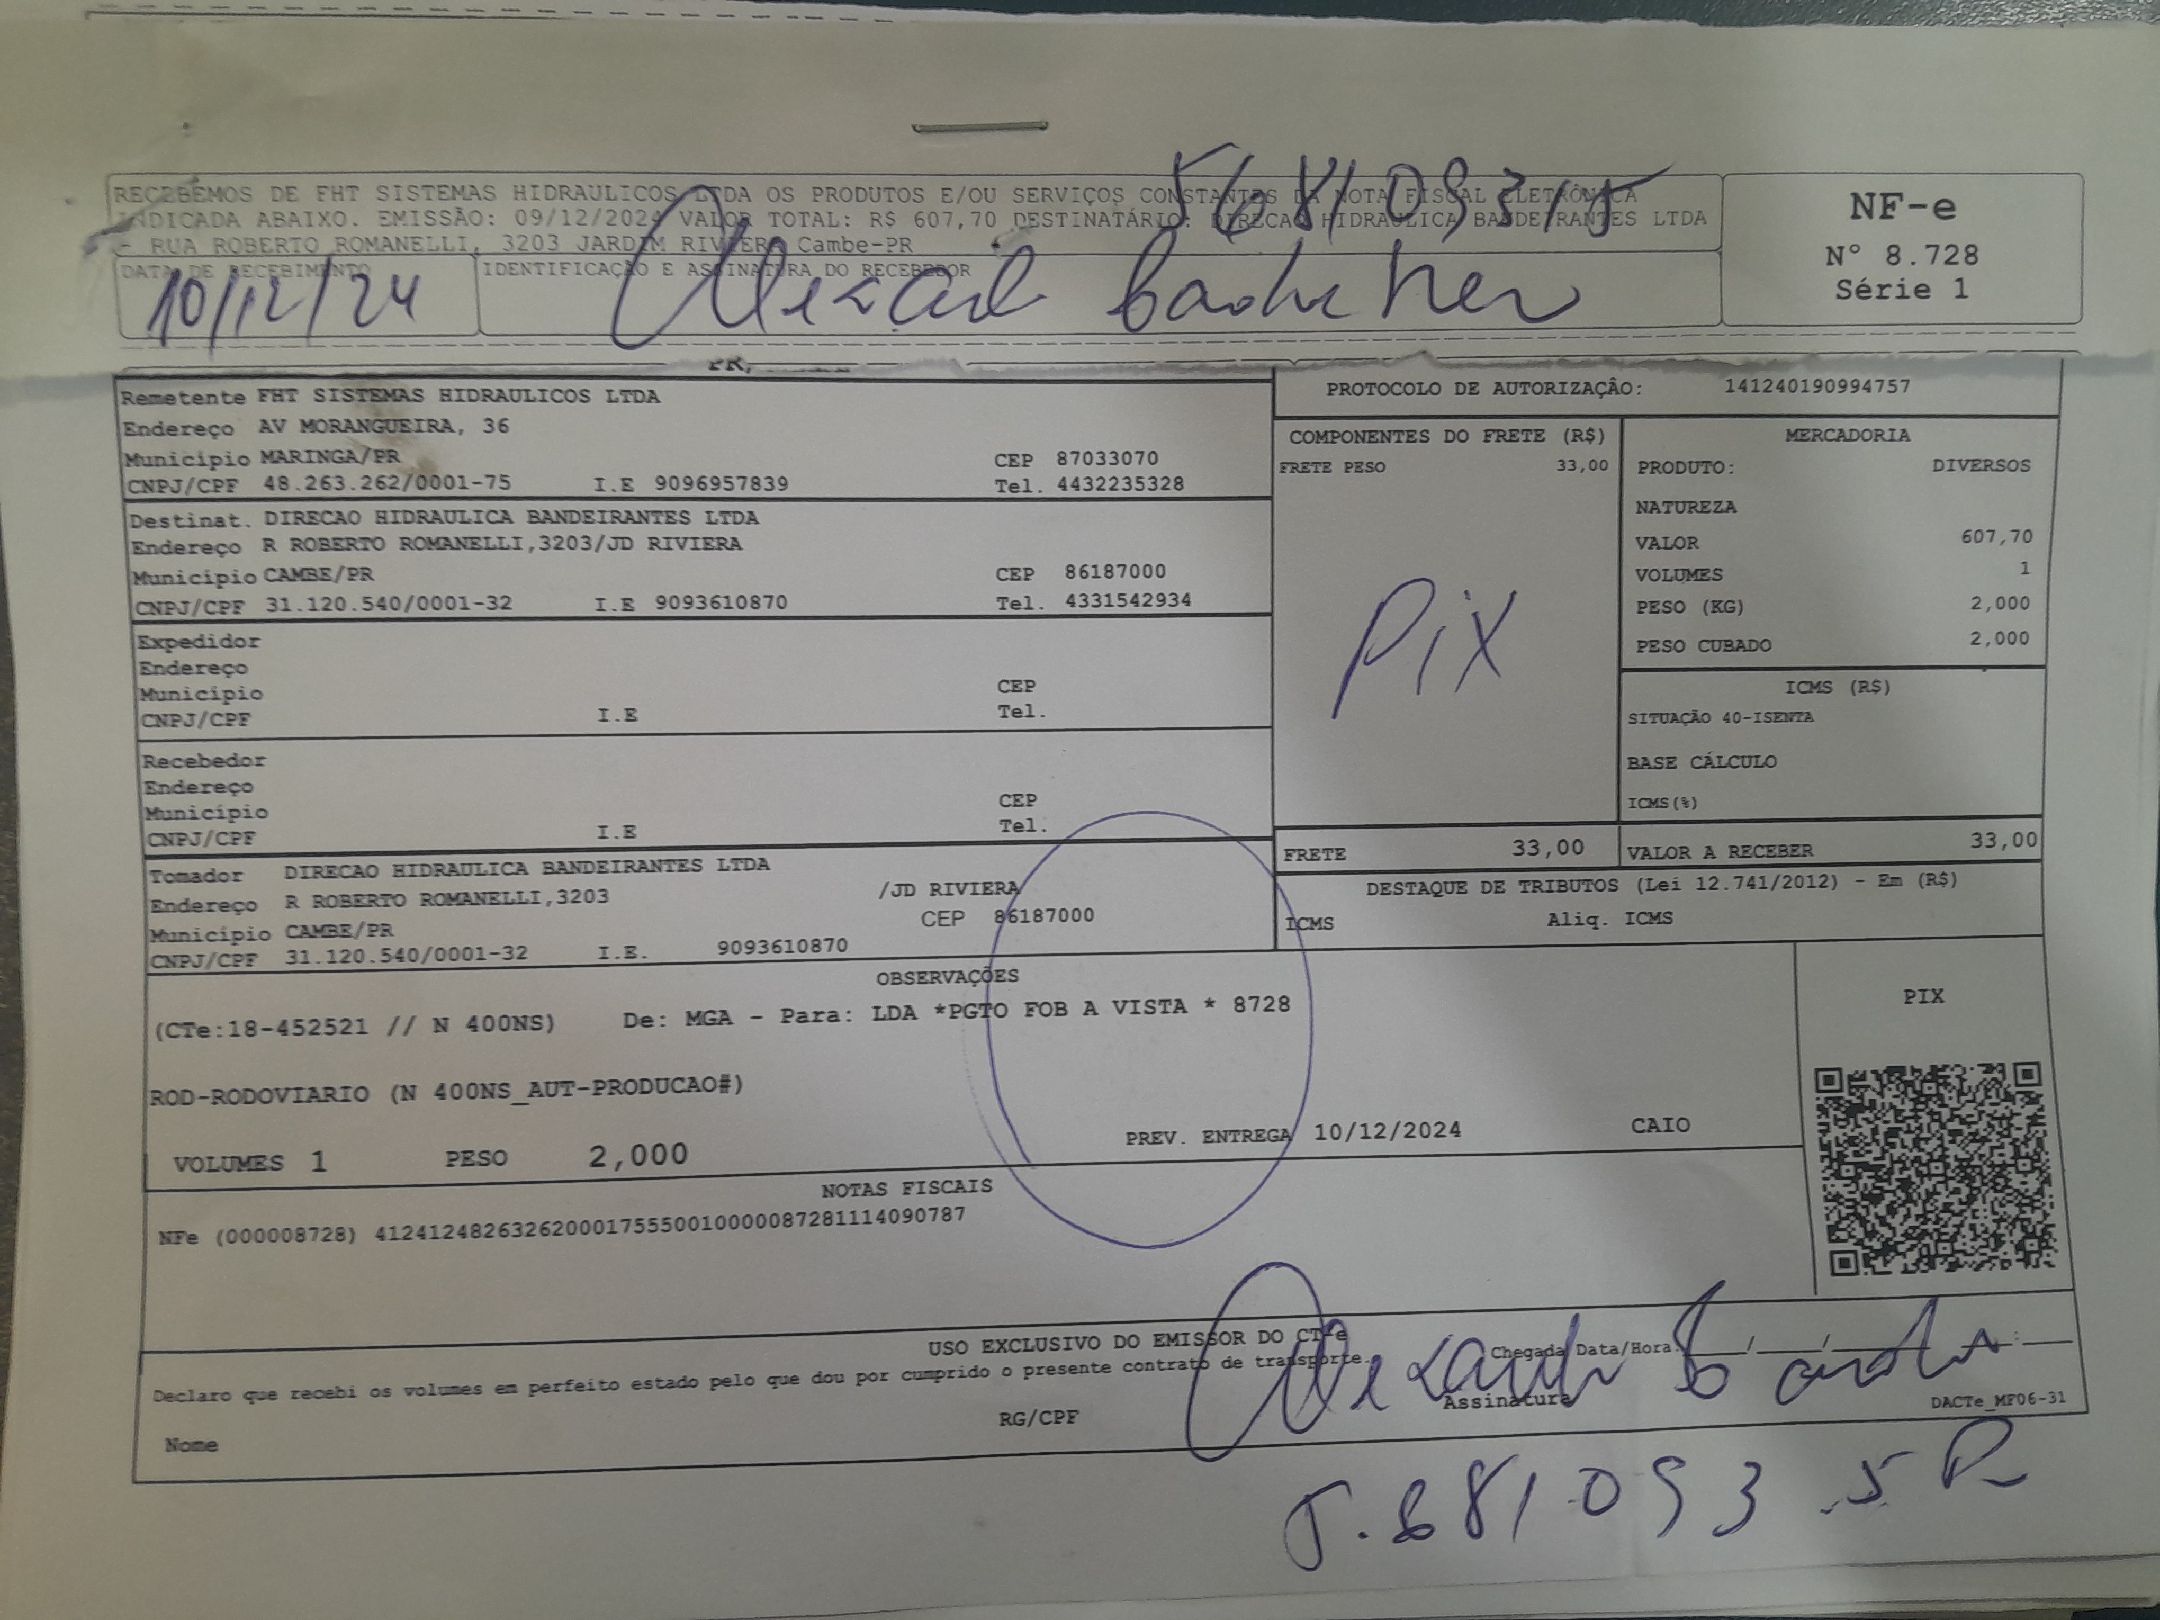 RECEBEMOS DE FHT SISTEMAS HIDRAULICOS LTDA OS PRODUTOS E/OU SERVIÇOS CONSTANTES DA NOTA FISCAL ELETRÔNICA
INDICADA ABAIXO. EMISSÃO: 09/12/2024 VALOR TOTAL: R$ 607,70 DESTINATÁRIO: DIRECAO HIDRAULICA BANDEIRANTES LTDA
- RUA ROBERTO ROMANELLI, 3203 JARDIM RIVIERA Cambe-PR
NF-e
Nº 8.728
Série 1
DATA DE RECEBIMENTO
10/12/24
IDENTIFICAÇÃO E ASSINATURA DO RECEBEDOR
PR,
Remetente FHT SISTEMAS HIDRAULICOS LTDA
Endereço AV MORANGUEIRA, 36
Município MARINGA/PR CEP 87033070
CNPJ/CPF 48.263.262/0001-75 I.E 9096957839 Tel. 4432235328
Destinat. DIRECAO HIDRAULICA BANDEIRANTES LTDA
Endereço R ROBERTO ROMANELLI,3203/JD RIVIERA
Município CAMBE/PR CEP 86187000
CNPJ/CPF 31.120.540/0001-32 I.E 9093610870 Tel. 4331542934
Expedidor
Endereço
Município CEP
CNPJ/CPF I.E Tel.
Recebedor
Endereço
Município CEP
CNPJ/CPF I.E Tel.
Tomador DIRECAO HIDRAULICA BANDEIRANTES LTDA
Endereço R ROBERTO ROMANELLI,3203 /JD RIVIERA
Município CAMBE/PR CEP 86187000
CNPJ/CPF 31.120.540/0001-32 I.E. 9093610870
PROTOCOLO DE AUTORIZAÇÂO: 141240190994757
COMPONENTES DO FRETE (R$)
FRETE PESO 33,00
PIX
MERCADORIA
PRODUTO: DIVERSOS
NATUREZA
VALOR 607,70
VOLUMES 1
PESO (KG) 2,000
PESO CUBADO 2,000
ICMS (R$)
SITUAÇÃO 40-ISENTA
BASE CÁLCULO
ICMS(%)
FRETE 33,00 VALOR A RECEBER 33,00
DESTAQUE DE TRIBUTOS (Lei 12.741/2012) - Em (R$)
ICMS Aliq. ICMS
OBSERVAÇÕES
(CTe:18-452521 // N 400NS) De: MGA - Para: LDA *PGTO FOB A VISTA * 8728
ROD-RODOVIARIO (N 400NS_AUT-PRODUCAO#)
PREV. ENTREGA 10/12/2024 CAIO
VOLUMES 1 PESO 2,000
PIX
NOTAS FISCAIS
NFe (000008728) 41241248263262000175550010000087281114090787
USO EXCLUSIVO DO EMISSOR DO CT-e
Declaro que recebi os volumes em perfeito estado pelo que dou por cumprido o presente contrato de transporte.
Chegada Data/Hora:___/___/___ ___:___
Nome RG/CPF Assinatura
DACTe_MF06-31